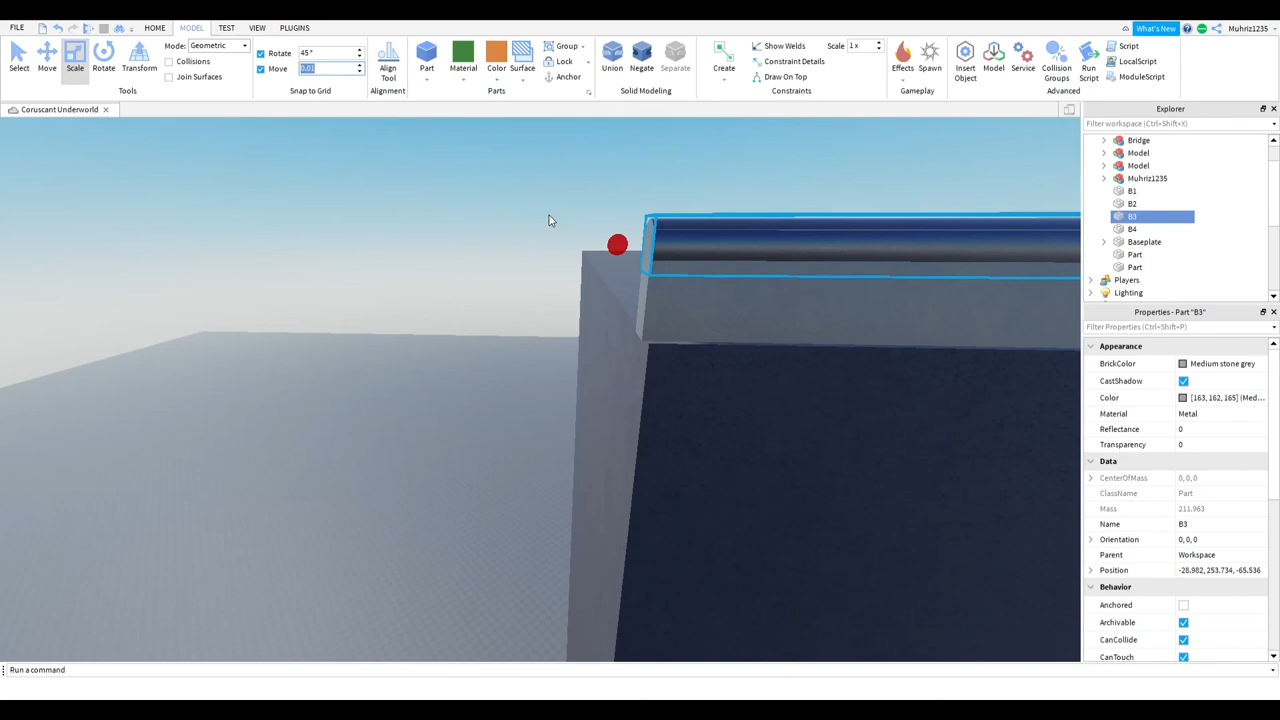 FILE HOME MODEL TEST VIEW PLUGINS What's New Muhriz1235
Select Move Scale Rotate Transform
Mode: Geometric
Collisions
Join Surfaces
Tools
Rotate 45 °
Move 0.01
Snap to Grid
Align
Tool
Alignment
Part Material Color Surface
Group
Lock
Anchor
Parts
Union Negate Separate
Solid Modeling
Create
Show Welds Scale 1 x
Constraint Details
Draw On Top
Constraints
Effects Spawn
Gameplay
Insert
Object
Model Service
Collision
Groups
Run
Script
Script
LocalScript
ModuleScript
Advanced
Coruscant Underworld
Explorer
Filter workspace (Ctrl+Shift+X)
Bridge
Model
Model
Muhriz1235
B1
B2
B3
B4
Baseplate
Part
Part
Players
Lighting
Properties - Part "B3"
Filter Properties (Ctrl+Shift+P)
Appearance
BrickColor Medium stone grey
CastShadow
Color [163, 162, 165] (Med...
Material Metal
Reflectance 0
Transparency 0
Data
CenterOfMass 0, 0, 0
ClassName Part
Mass 211.963
Name B3
Orientation 0, 0, 0
Parent Workspace
Position -28.982, 253.734, -65.536
Behavior
Anchored
Archivable
CanCollide
CanTouch
Run a command